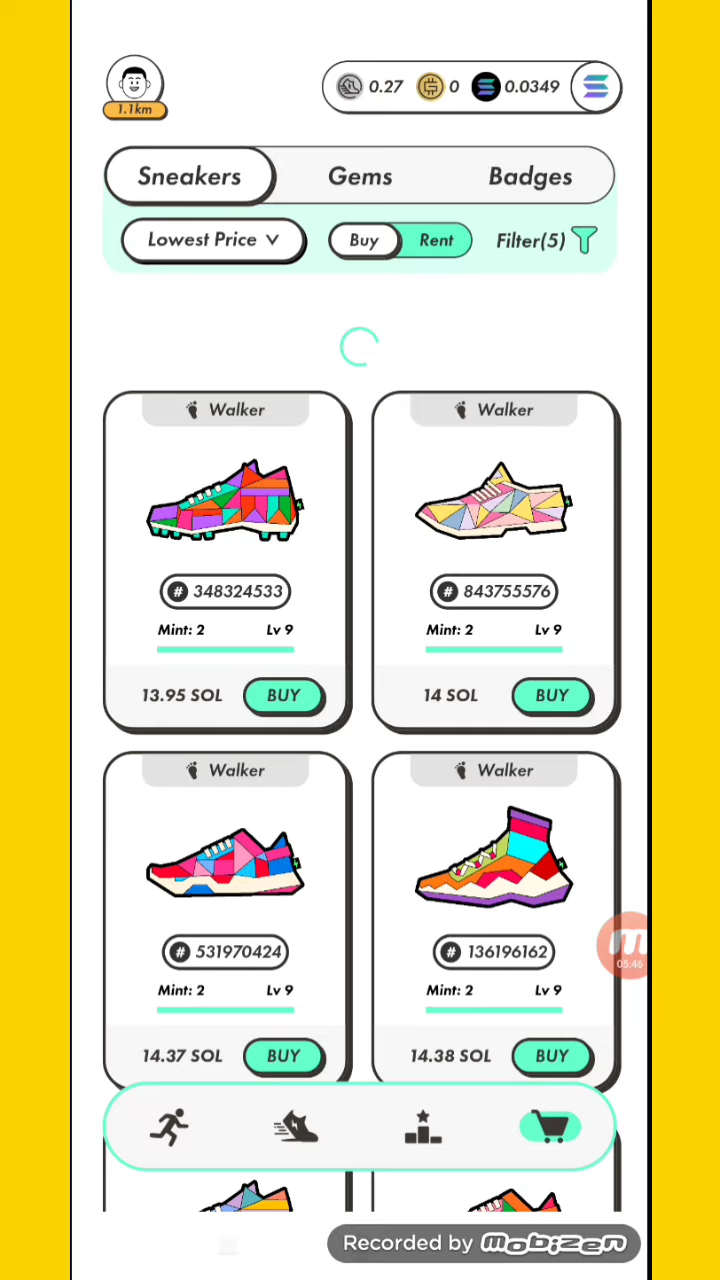 1.1km
0.27 0 0.0349
Sneakers Gems Badges
Lowest Price Buy Rent Filter(5)
Walker
# 348324533
Mint: 2 Lv 9
13.95 SOL BUY
Walker
# 843755576
Mint: 2 Lv 9
14 SOL BUY
Walker
# 531970424
Mint: 2 Lv 9
14.37 SOL BUY
Walker
# 136196162
Mint: 2 Lv 9
14.38 SOL BUY
05:46
Recorded by mobizen